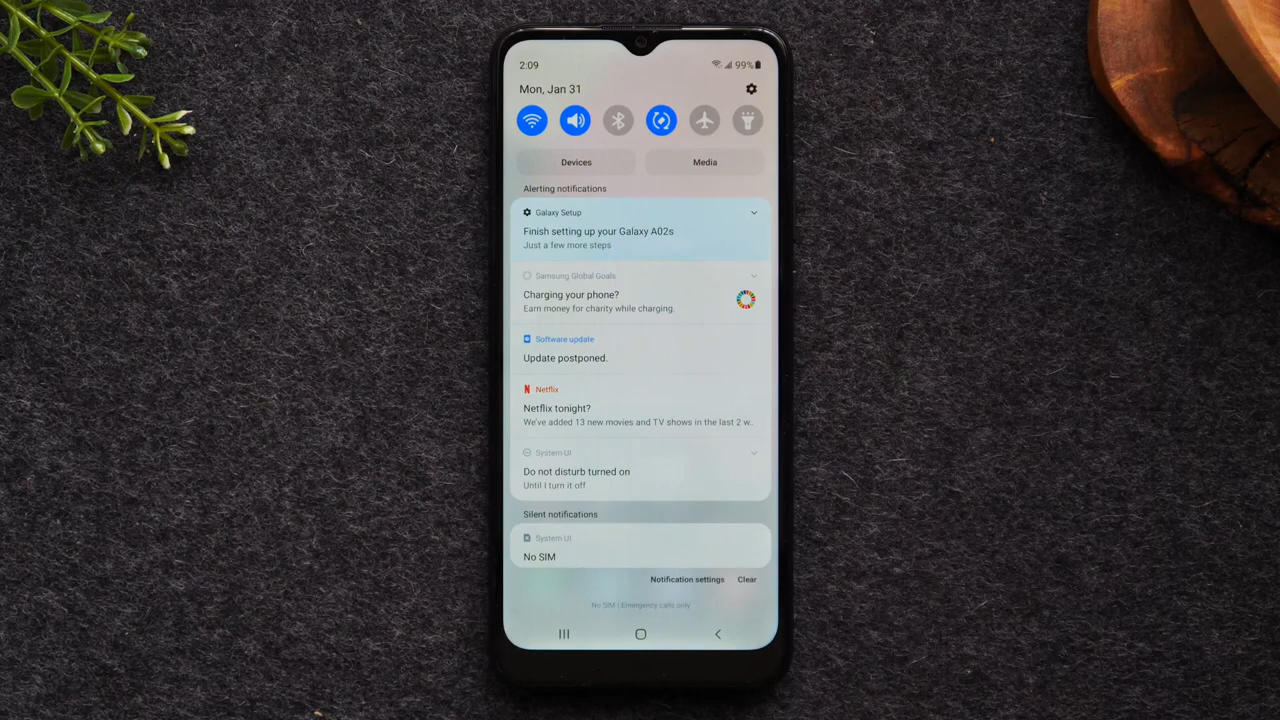 2:09
99%
Mon, Jan 31
Devices
Media
Alerting notifications
Galaxy Setup
Finish setting up your Galaxy A02s
Just a few more steps
Samsung Global Goals
Charging your phone?
Earn money for charity while charging.
Software update
Update postponed.
Netflix
Netflix tonight?
We've added 13 new movies and TV shows in the last 2 w..
System UI
Do not disturb turned on
Until I turn it off
Silent notifications
System UI
No SIM
Notification settings
Clear
No SIM | Emergency calls only